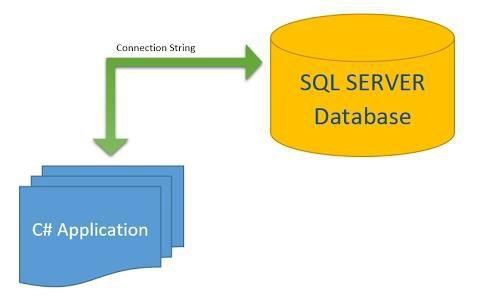 Connection String
SQL SERVER
Database
C# Application